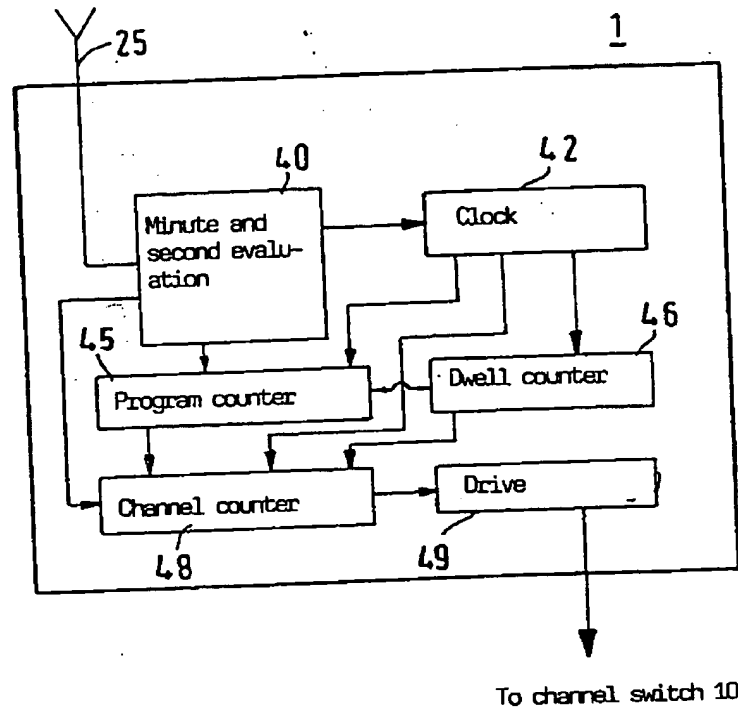 25
1
40
42
Minute and
second evalu-
ation
Clock
45
46
Program counter
Dwell counter
Channel counter
Drive
48
49
To channel switch 10